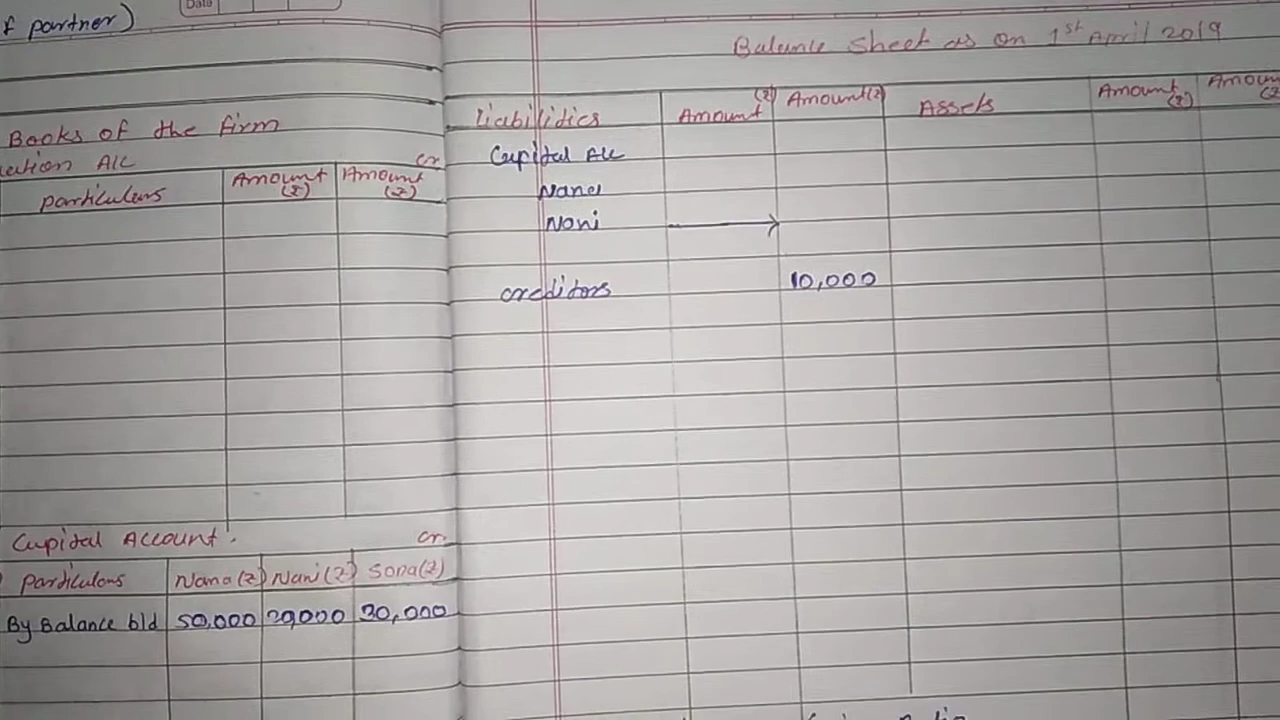 Date
f partner)
Books of the firm
uation A/c
cr
particulars Amount (₹) Amount (₹)
Capital Account. cr.
Particulars Nana (₹) Nani (₹) Sona (₹)
By Balance b/d 50,000 20,000 30,000
Balance Sheet as on 1st April 2019
Liabilities Amount (₹) Amount (₹) Assets Amount (₹) Amoun (₹
Capital A/c
Nana
Nani →
creditors 10,000